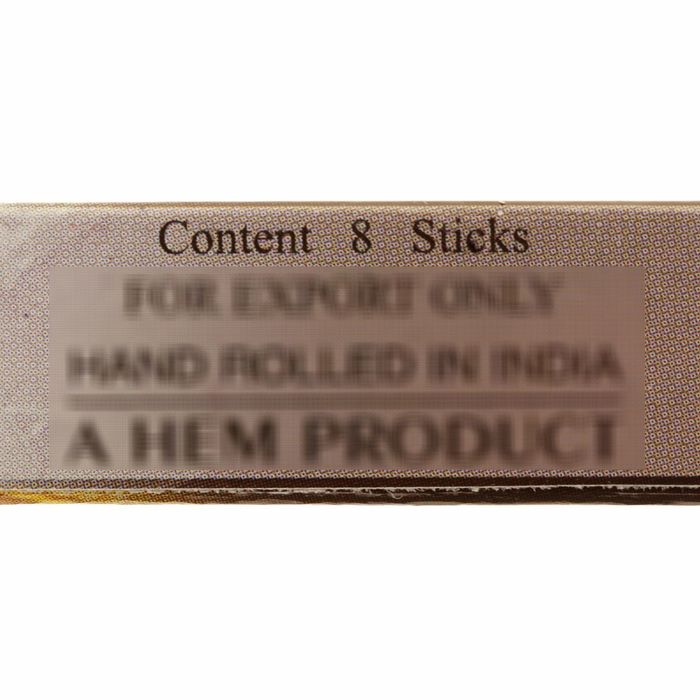 Content 8 Sticks
FOR EXPORT ONLY
HAND ROLLED IN INDIA
A HEM PRODUCT